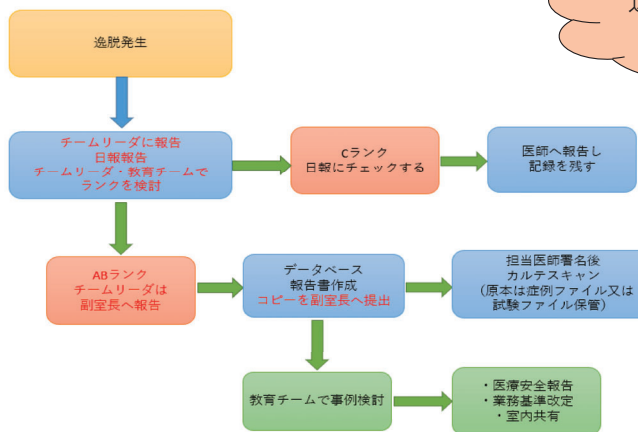 逸脱発生
チームリーダに報告
日報報告
チームリーダ・教育チームで
ランクを検討
Cランク
日報にチェックする
医師へ報告し
記録を残す
ABランク
チームリーダは
副室長へ報告
データベース
報告書作成
コピーを副室長へ提出
担当医師署名後
カルテスキャン
（原本は症例ファイル又は
試験ファイル保管）
教育チームで事例検討
・医療安全報告
・業務基準改定
・室内共有